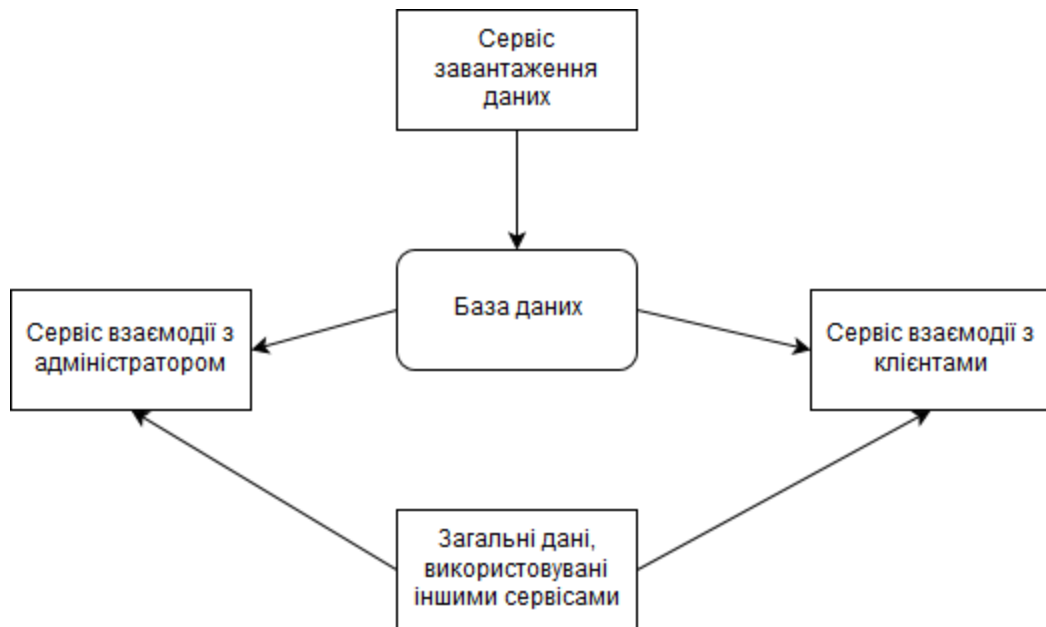 Сервіс
завантаження
даних
База даних
Сервіс взаємодії з
адміністратором
Сервіс взаємодії з
клієнтами
Загальні дані,
використовувані
іншими сервісами